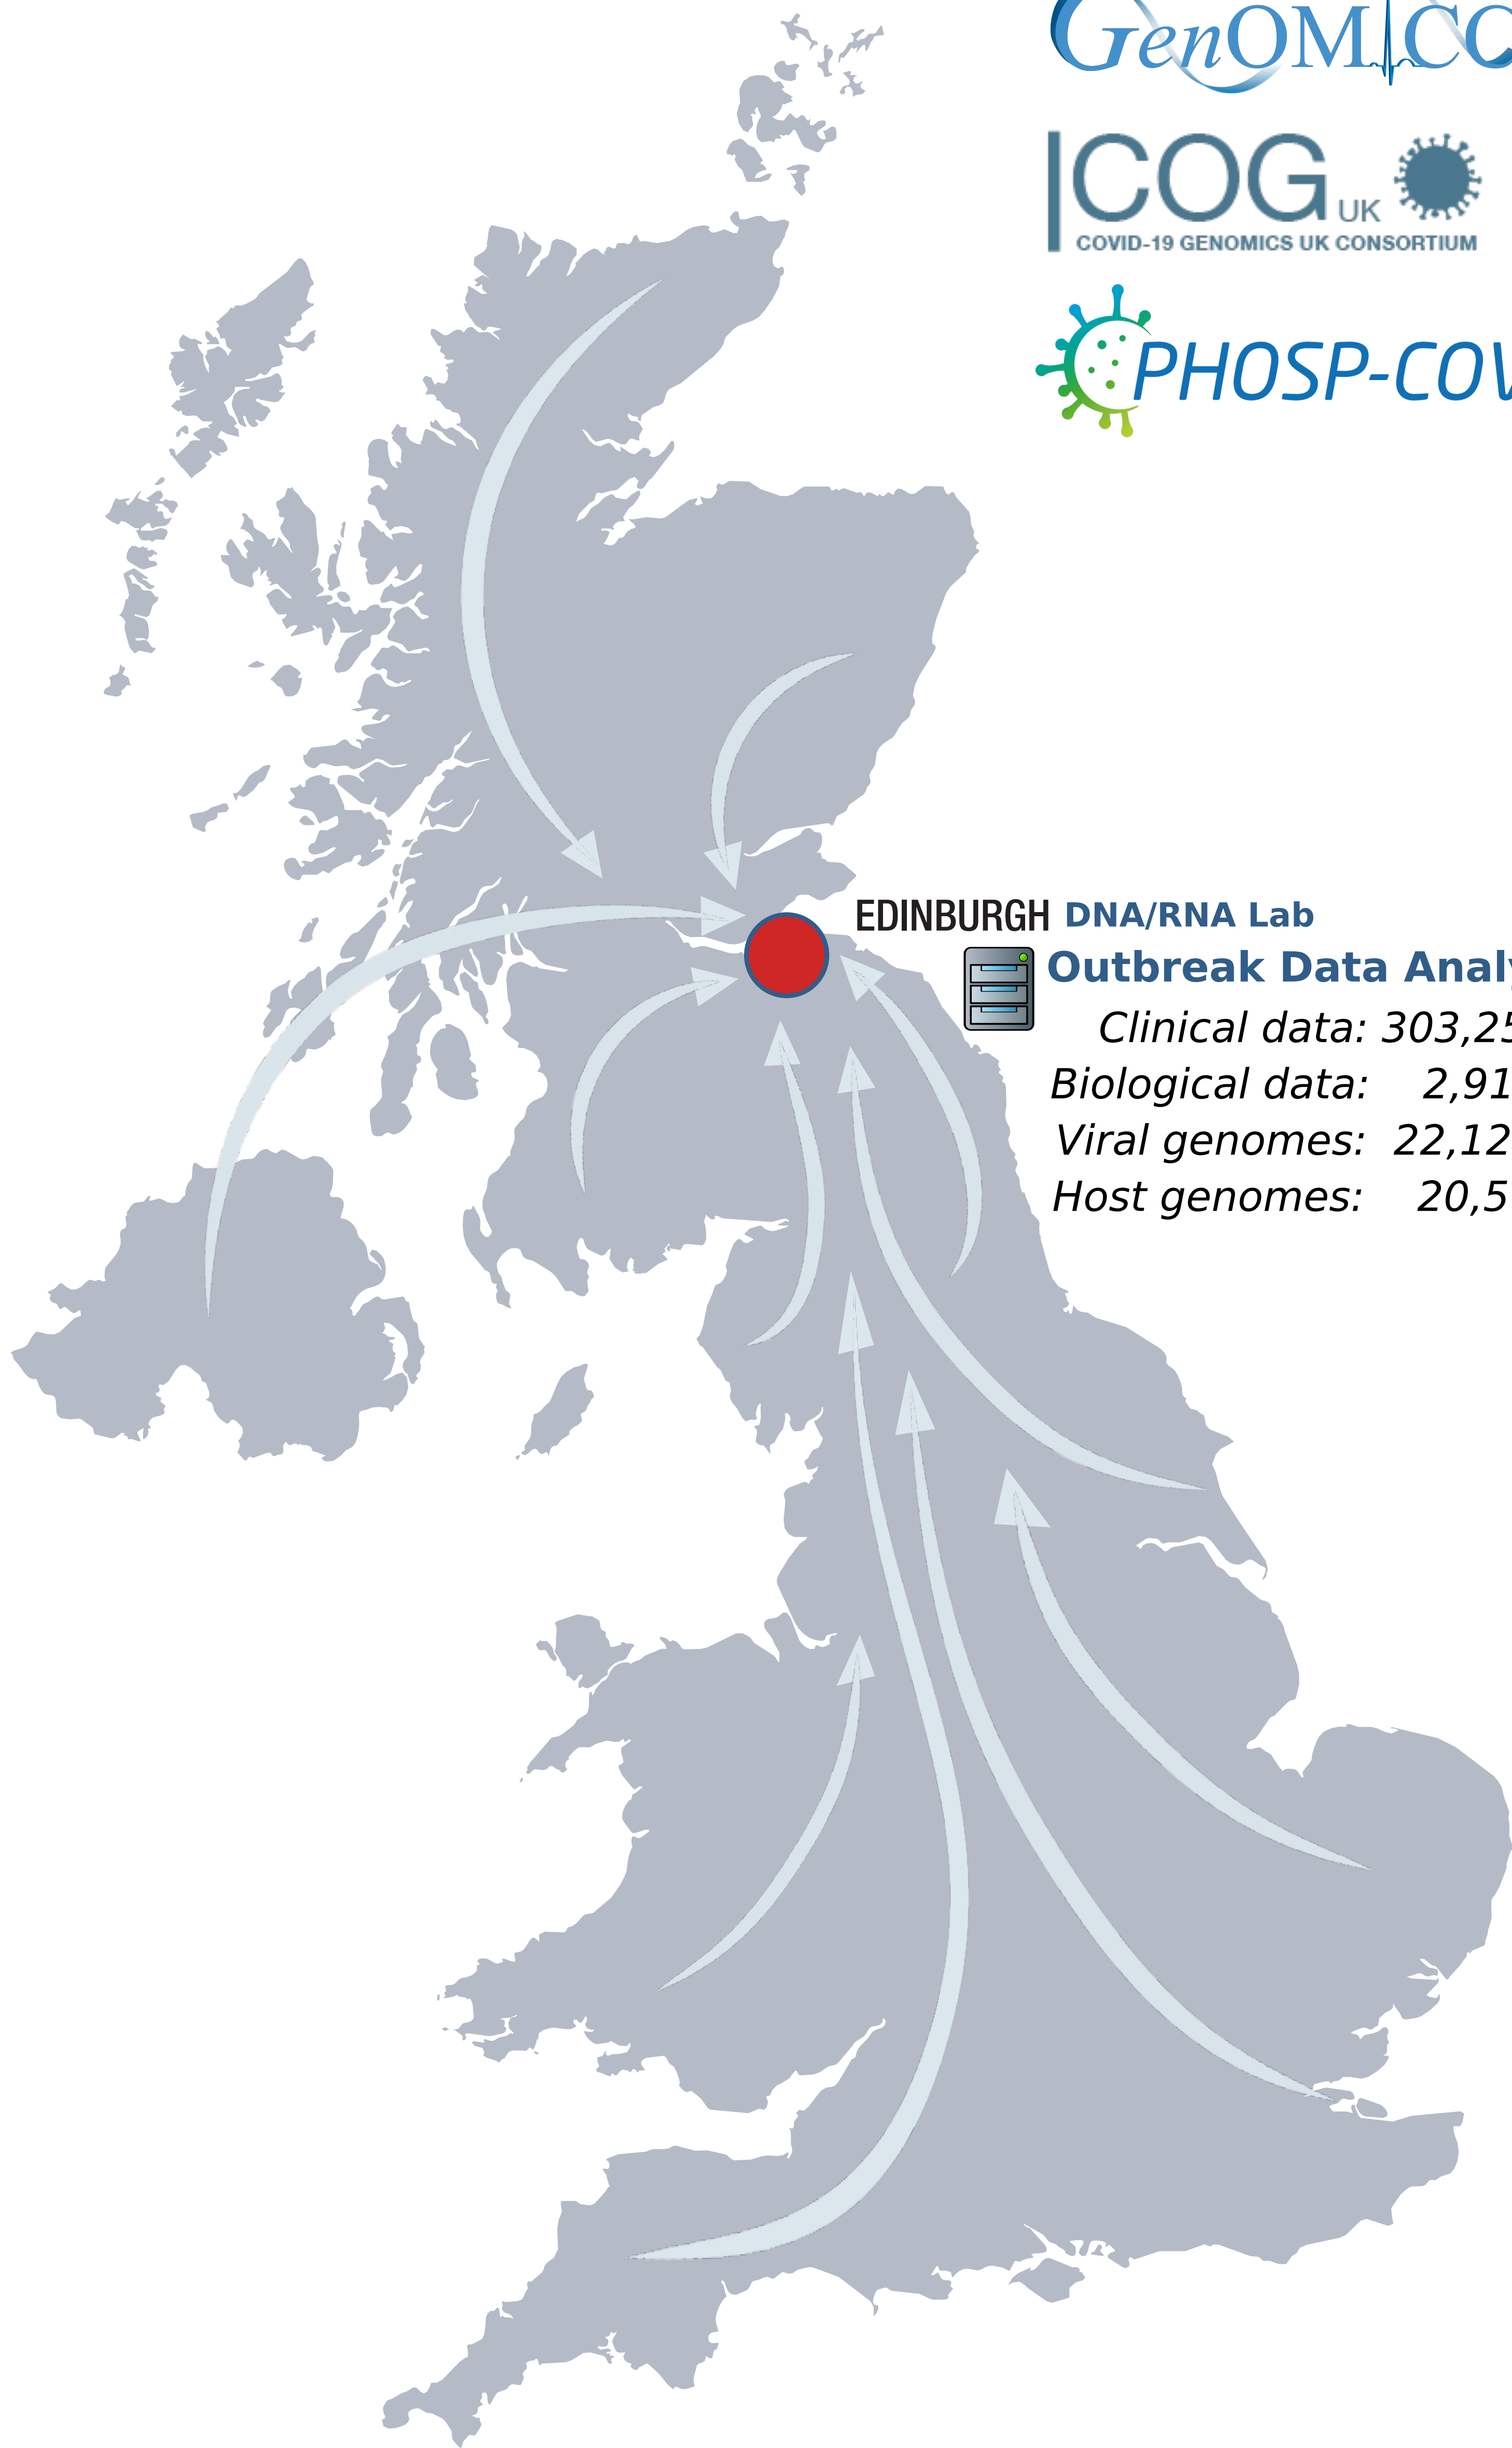 GenOMICC
COG UK
COVID-19 GENOMICS UK CONSORTIUM
PHOSP-COV
EDINBURGH DNA/RNA Lab
Outbreak Data Analy
Clinical data: 303,25
Biological data: 2,91
Viral genomes: 22,12
Host genomes: 20,5